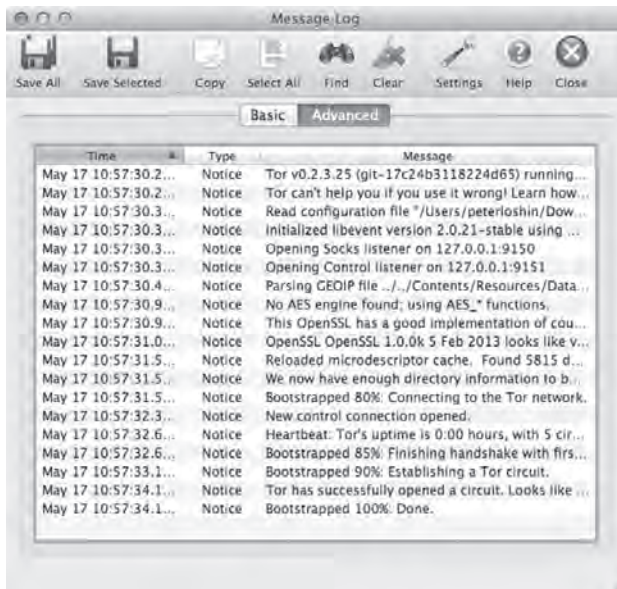 Message Log
Save All Save Selected Copy Select All Find Clear Settings Help Close
Basic Advanced
Time Type Message
May 17 10:57:30.2... Notice Tor v0.2.3.25 (git-17c24b3118224d65) running...
May 17 10:57:30.2... Notice Tor can't help you if you use it wrong! Learn how...
May 17 10:57:30.3... Notice Read configuration file "/Users/peterloshin/Dow...
May 17 10:57:30.3... Notice Initialized libevent version 2.0.21-stable using ...
May 17 10:57:30.3... Notice Opening Socks listener on 127.0.0.1:9150
May 17 10:57:30.3... Notice Opening Control listener on 127.0.0.1:9151
May 17 10:57:30.4... Notice Parsing GEOIP file ../../Contents/Resources/Data...
May 17 10:57:30.9... Notice No AES engine found; using AES_* functions.
May 17 10:57:30.9... Notice This OpenSSL has a good implementation of cou...
May 17 10:57:31.0... Notice OpenSSL OpenSSL 1.0.0k 5 Feb 2013 looks like v...
May 17 10:57:31.5... Notice Reloaded microdescriptor cache. Found 5815 d...
May 17 10:57:31.5... Notice We now have enough directory information to b...
May 17 10:57:31.5... Notice Bootstrapped 80%: Connecting to the Tor network.
May 17 10:57:32.3... Notice New control connection opened.
May 17 10:57:32.6... Notice Heartbeat: Tor's uptime is 0:00 hours, with 5 cir...
May 17 10:57:32.6... Notice Bootstrapped 85%: Finishing handshake with firs...
May 17 10:57:33.1... Notice Bootstrapped 90%: Establishing a Tor circuit.
May 17 10:57:34.1... Notice Tor has successfully opened a circuit. Looks like ...
May 17 10:57:34.1... Notice Bootstrapped 100%: Done.